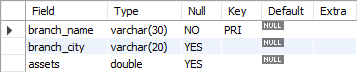 Field Type Null Key Default Extra
branch_name varchar(30) NO PRI NULL
branch_city varchar(20) YES NULL
assets double YES NULL